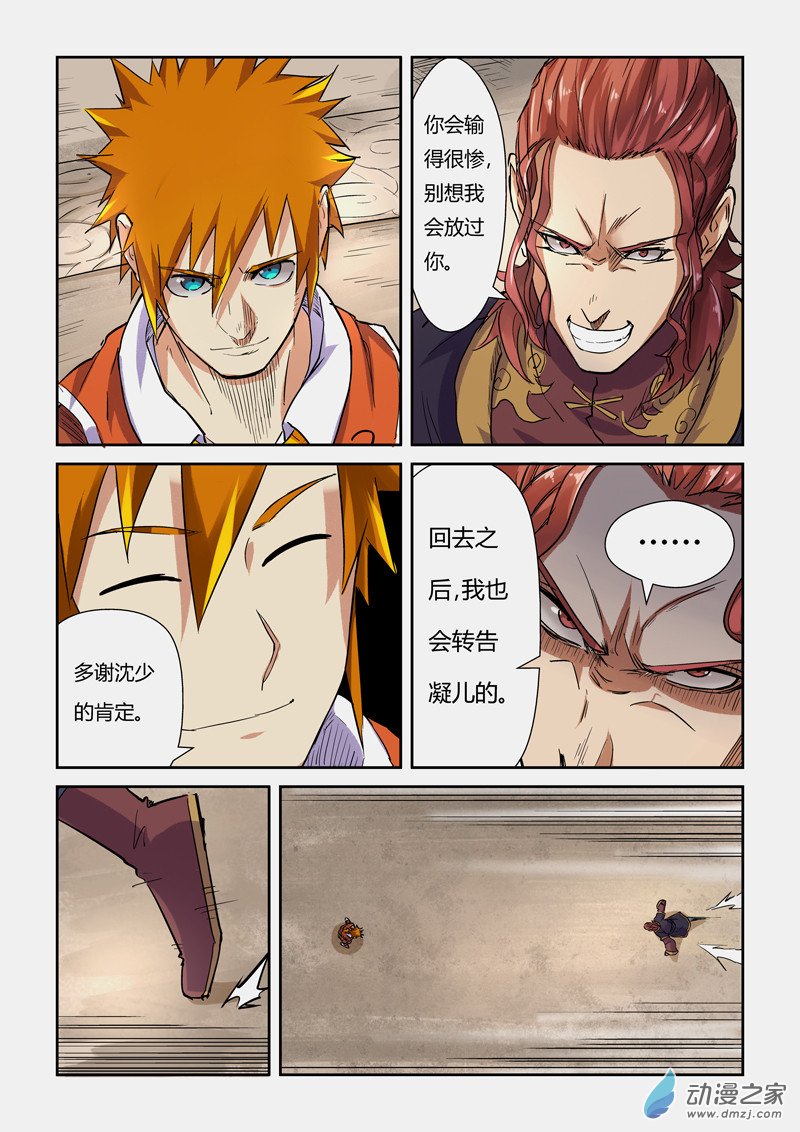 你会输
得很惨，
别想我
会放过
你。
多谢沈少
的肯定。
……
回去之
后，我也
会转告
凝儿的。
动漫之家
www.dmzj.com